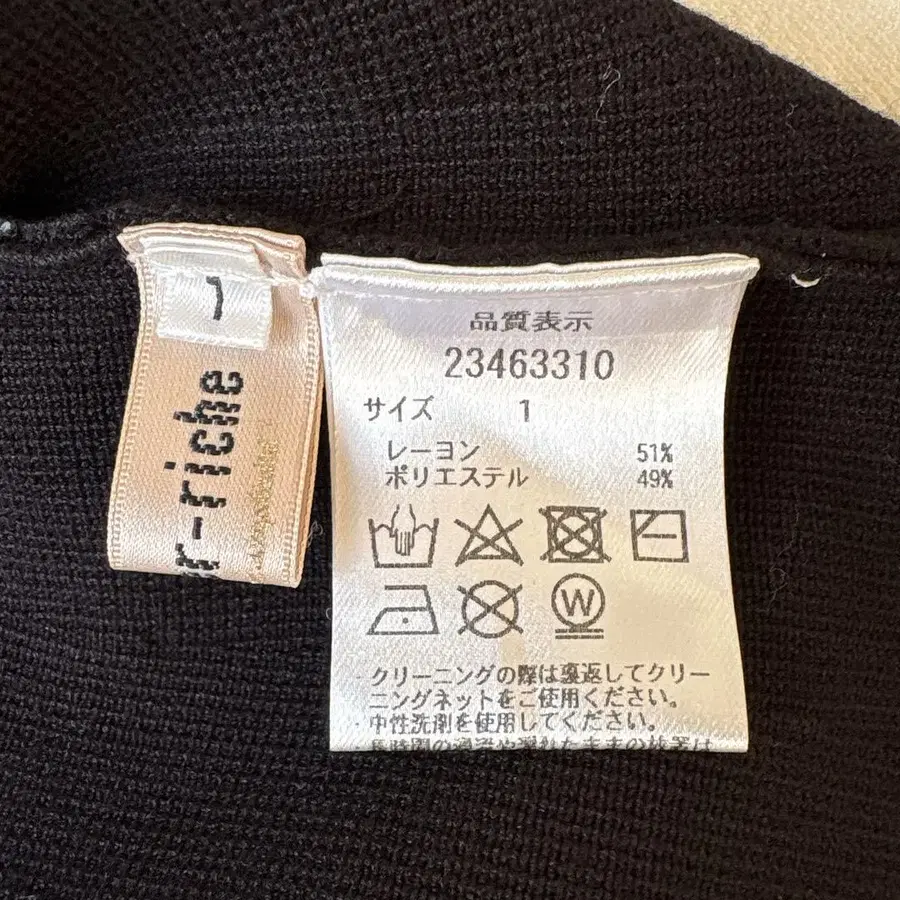 1
r-riche
品質表示
23463310
サイズ 1
レーヨン 51%
ポリエステル 49%
W
クリーニングの際は裏返してクリー
ニングネットをご使用ください。
中性洗剤を使用してください。